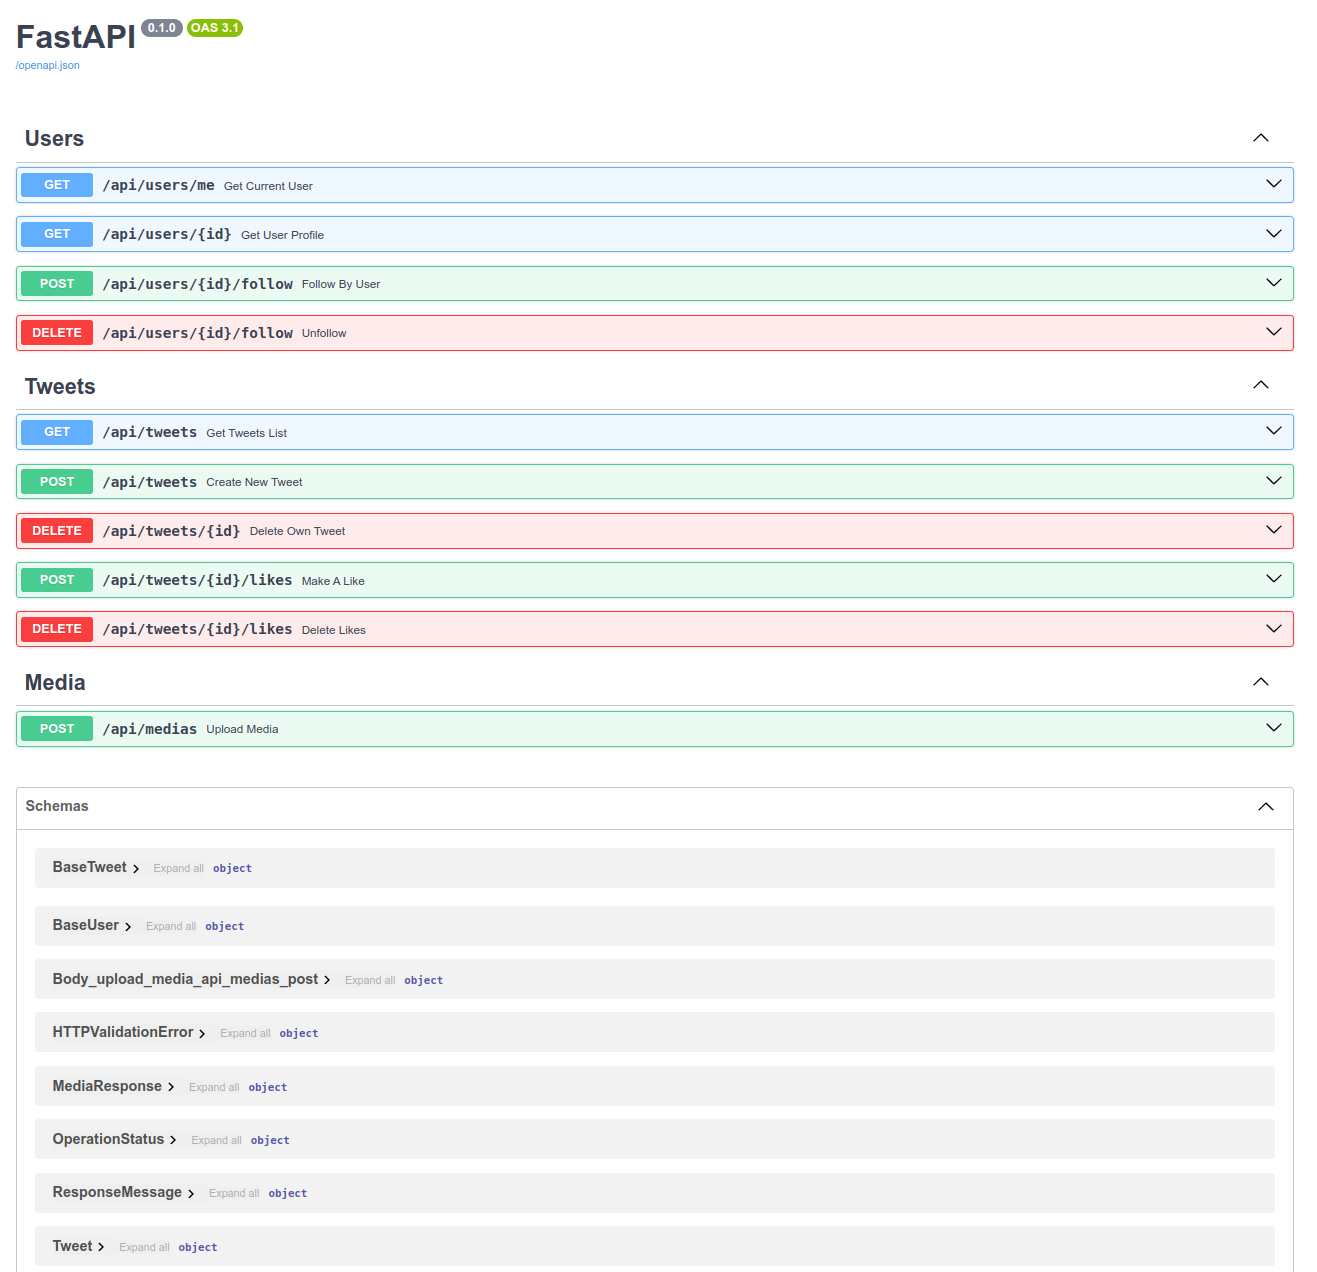 FastAPI 0.1.0 OAS 3.1
/openapi.json
Users
GET /api/users/me Get Current User
GET /api/users/{id} Get User Profile
POST /api/users/{id}/follow Follow By User
DELETE /api/users/{id}/follow Unfollow
Tweets
GET /api/tweets Get Tweets List
POST /api/tweets Create New Tweet
DELETE /api/tweets/{id} Delete Own Tweet
POST /api/tweets/{id}/likes Make A Like
DELETE /api/tweets/{id}/likes Delete Likes
Media
POST /api/medias Upload Media
Schemas
BaseTweet Expand all object
BaseUser Expand all object
Body_upload_media_api_medias_post Expand all object
HTTPValidationError Expand all object
MediaResponse Expand all object
OperationStatus Expand all object
ResponseMessage Expand all object
Tweet Expand all object